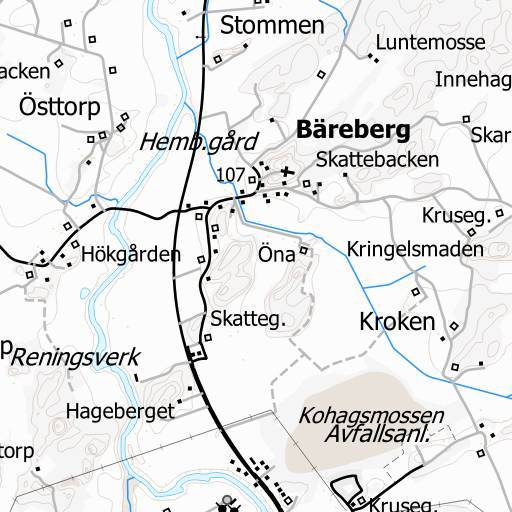 Stommen
Luntemosse
acken
Innehag
Östtorp
Bäreberg
Hemb.gård
Skar
Skattebacken
107
Kruseg.
Hökgården
Öna
Kringelsmaden
Skatteg.
Kroken
p
Reningsverk
Hageberget
Kohagsmossen
Avfallsanl.
torp
Kruseg.